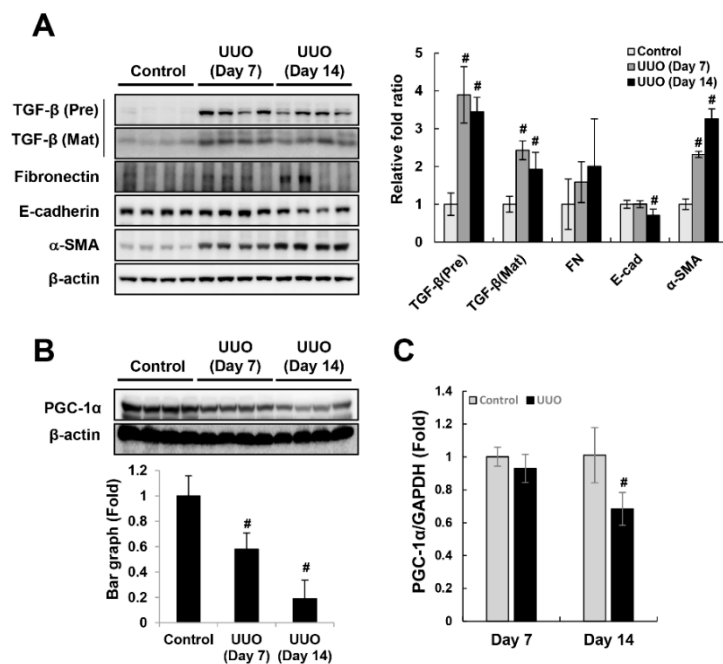 A
Control
UUO
(Day 7)
UUO
(Day 14)
TGF-β (Pre)
TGF-β (Mat)
Fibronectin
E-cadherin
α-SMA
β-actin
Relative fold ratio
5
4
3
2
1
0
Control
UUO (Day 7)
UUO (Day 14)
# # # # # # #
TGF-β(Pre)
TGF-β(Mat)
FN
E-cad
α-SMA
B
Control
UUO
(Day 7)
UUO
(Day 14)
PGC-1α
β-actin
Bar graph (Fold)
1.2
1
0.8
0.6
0.4
0.2
0
#
#
Control
UUO
(Day 7)
UUO
(Day 14)
C
PGC-1α/GAPDH (Fold)
1.4
1.2
1
0.8
0.6
0.4
0.2
0
Control UUO
#
Day 7
Day 14